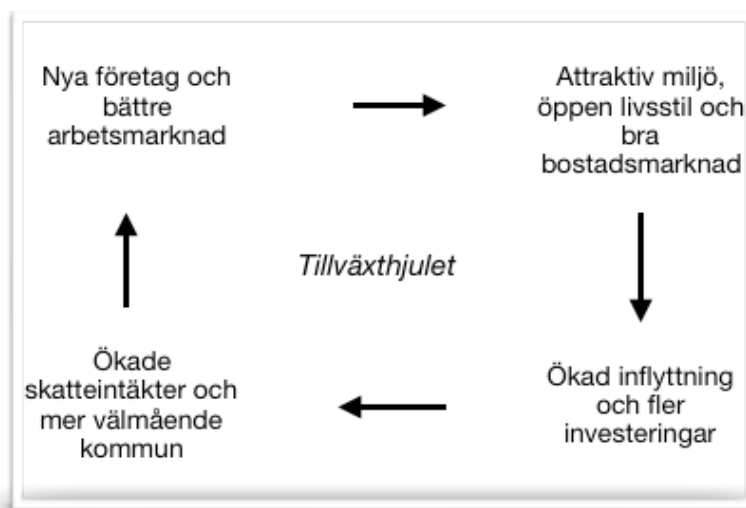 Nya företag och
bättre
arbetsmarknad
Attraktiv miljö,
öppen livsstil och
bra
bostadsmarknad
Tillväxthjulet
Ökade
skatteintäkter och
mer välmående
kommun
Ökad inflyttning
och fler
investeringar